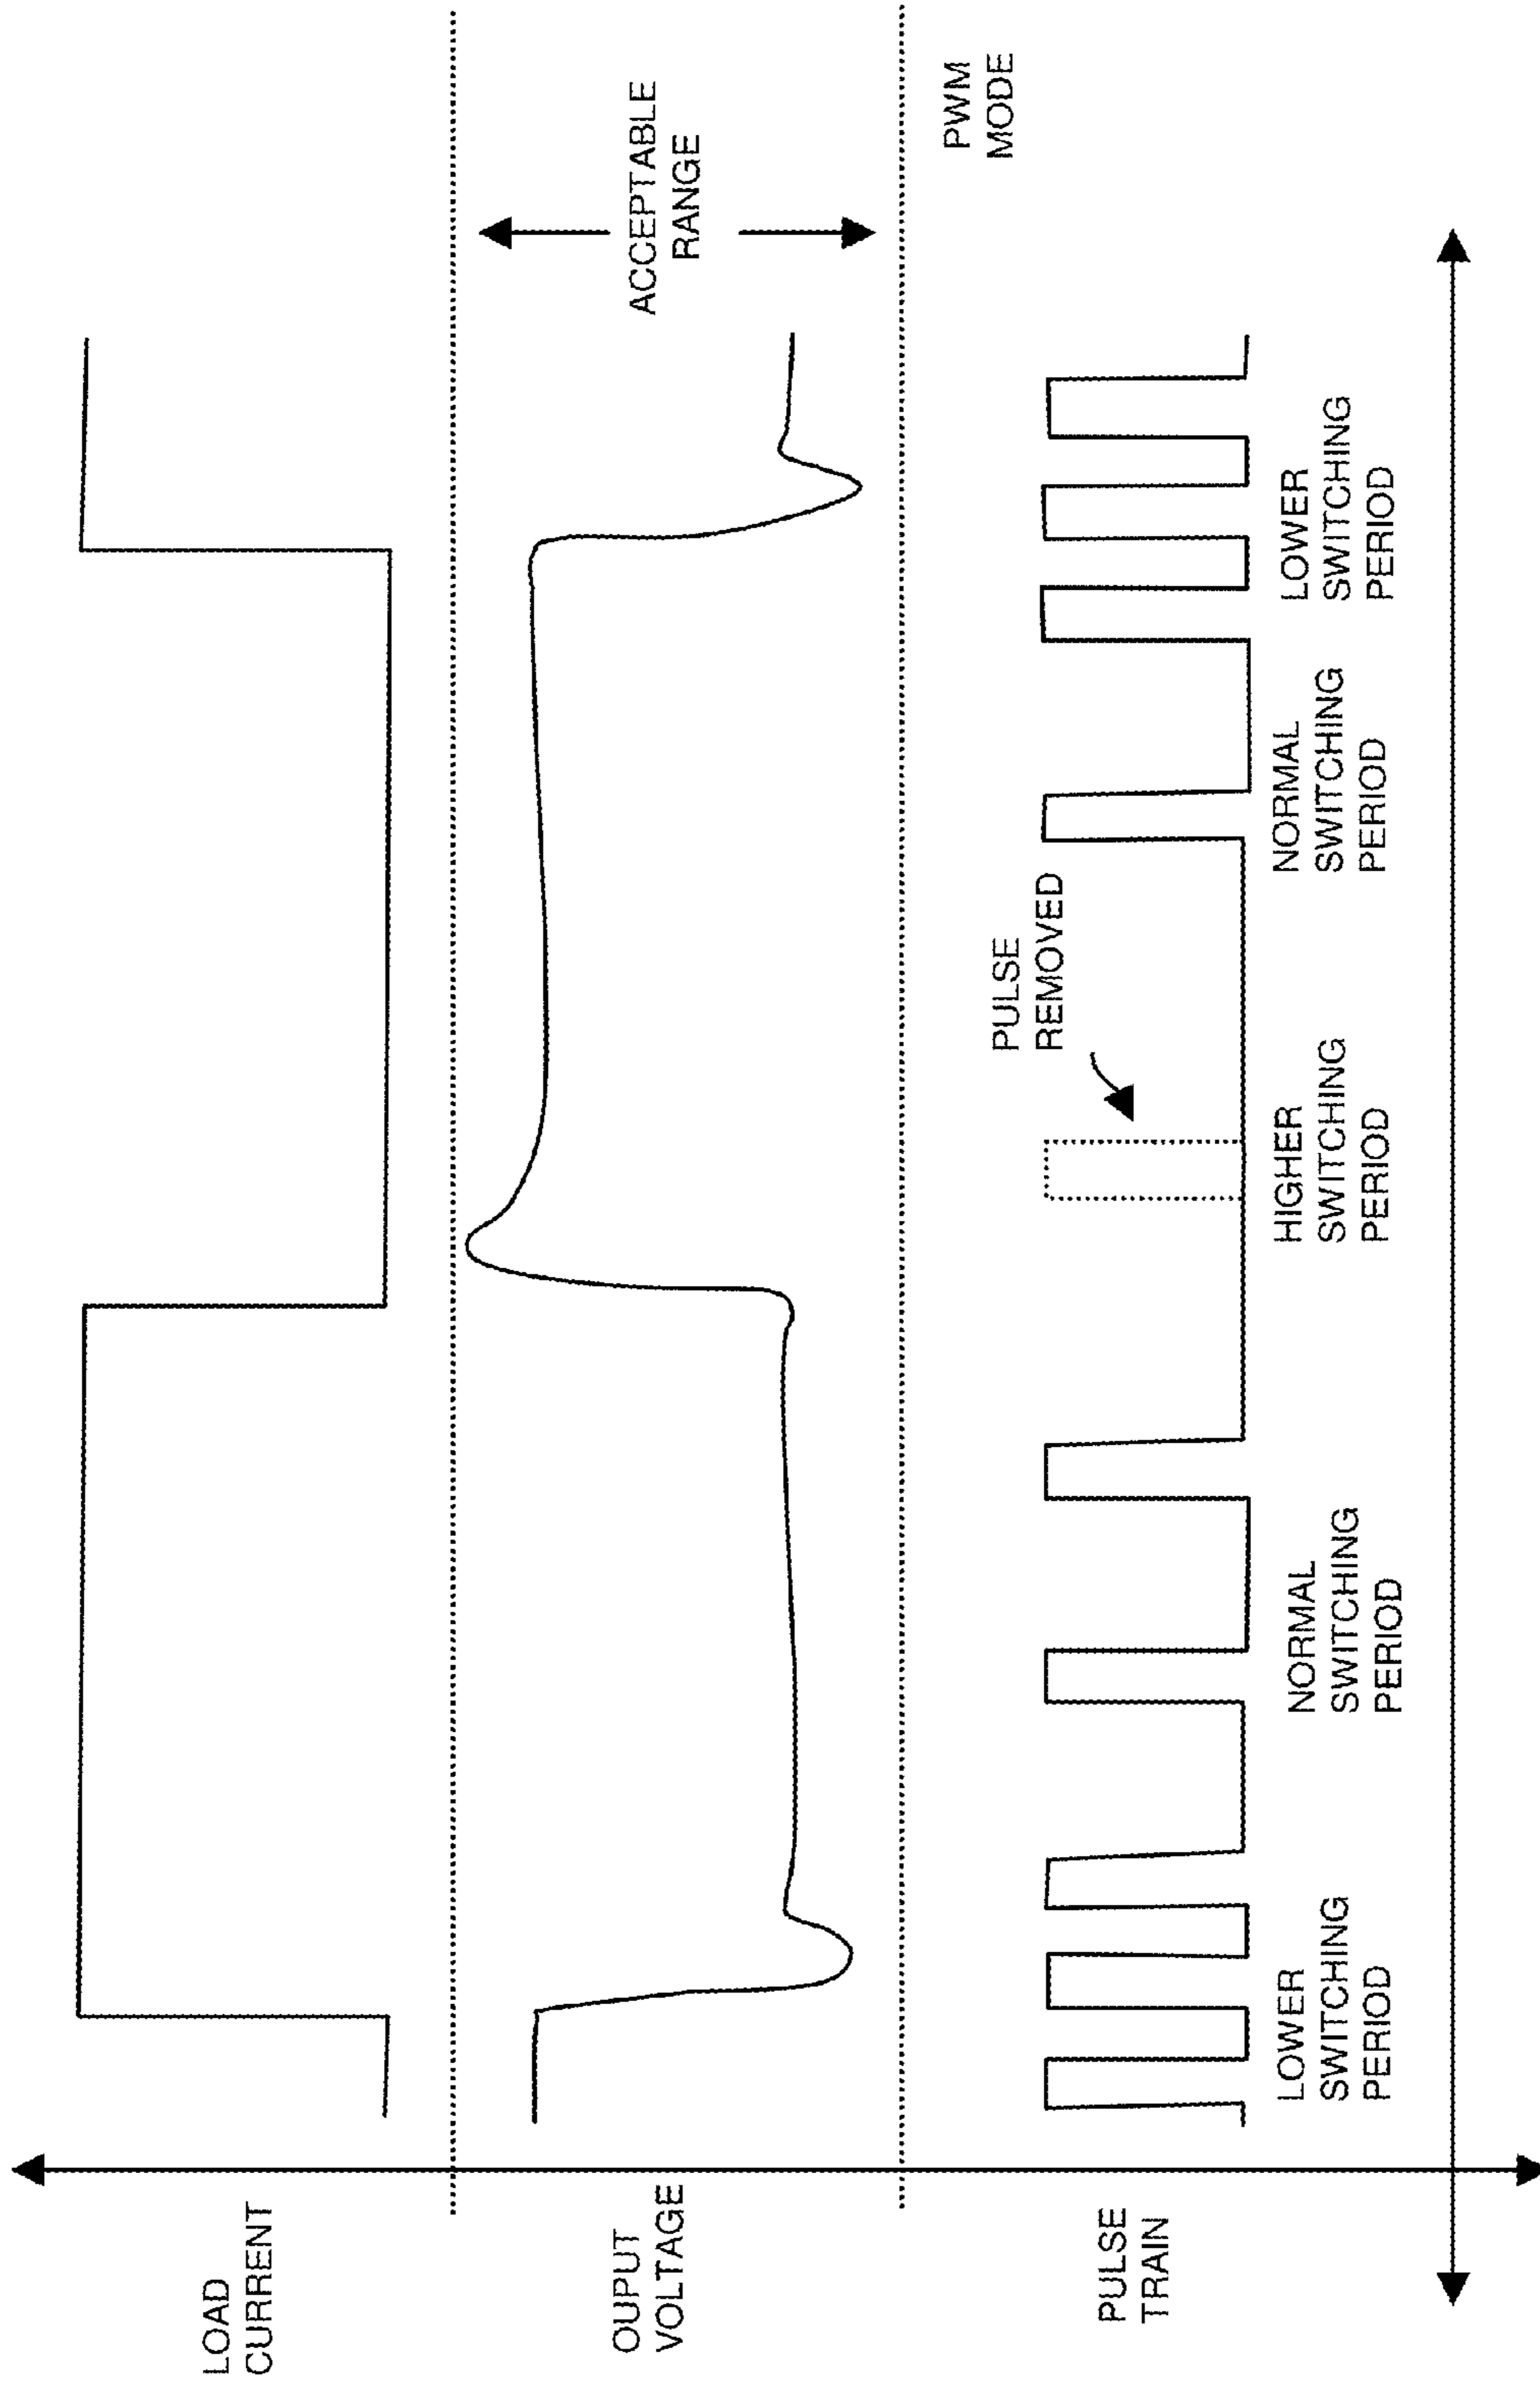 LOAD
CURRENT
OUPUT
VOLTAGE
ACCEPTABLE
RANGE
PWM
MODE
PULSE
TRAIN
PULSE
REMOVED
LOWER
SWITCHING
PERIOD
NORMAL
SWITCHING
PERIOD
HIGHER
SWITCHING
PERIOD
NORMAL
SWITCHING
PERIOD
LOWER
SWITCHING
PERIOD